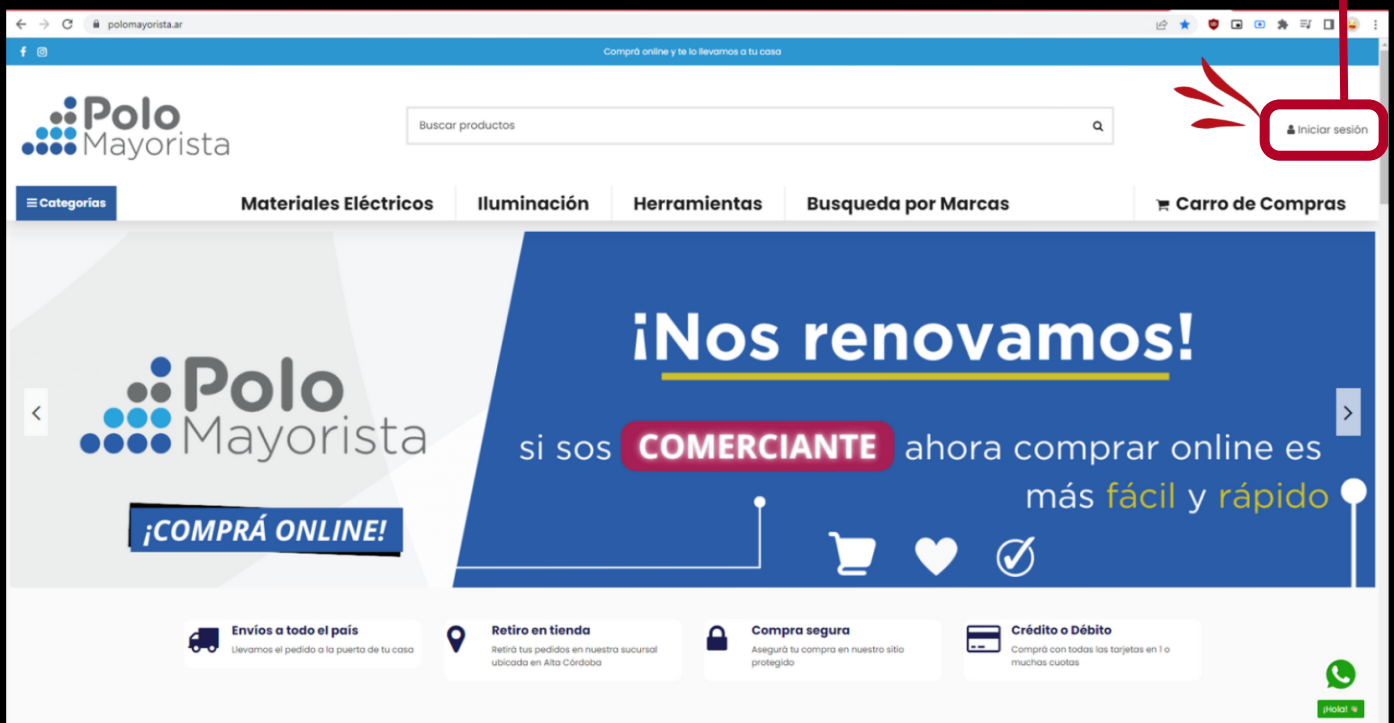 polomayorista.ar
Comprá online y te lo llevamos a tu casa
Polo
Mayorista
Buscar productos
Iniciar sesión
Categorías
Materiales Eléctricos
Iluminación
Herramientas
Busqueda por Marcas
Carro de Compras
Polo
Mayorista
¡COMPRÁ ONLINE!
¡Nos renovamos!
si sos COMERCIANTE ahora comprar online es
más fácil y rápido
Envíos a todo el país
Llevamos el pedido a la puerta de tu casa
Retiro en tienda
Retirá tus pedidos en nuestra sucursal
ubicada en Alta Córdoba
Compra segura
Asegurá tu compra en nuestro sitio
protegido
Crédito o Débito
Comprá con todas las tarjetas en 1 o
muchas cuotas
¡Hola!